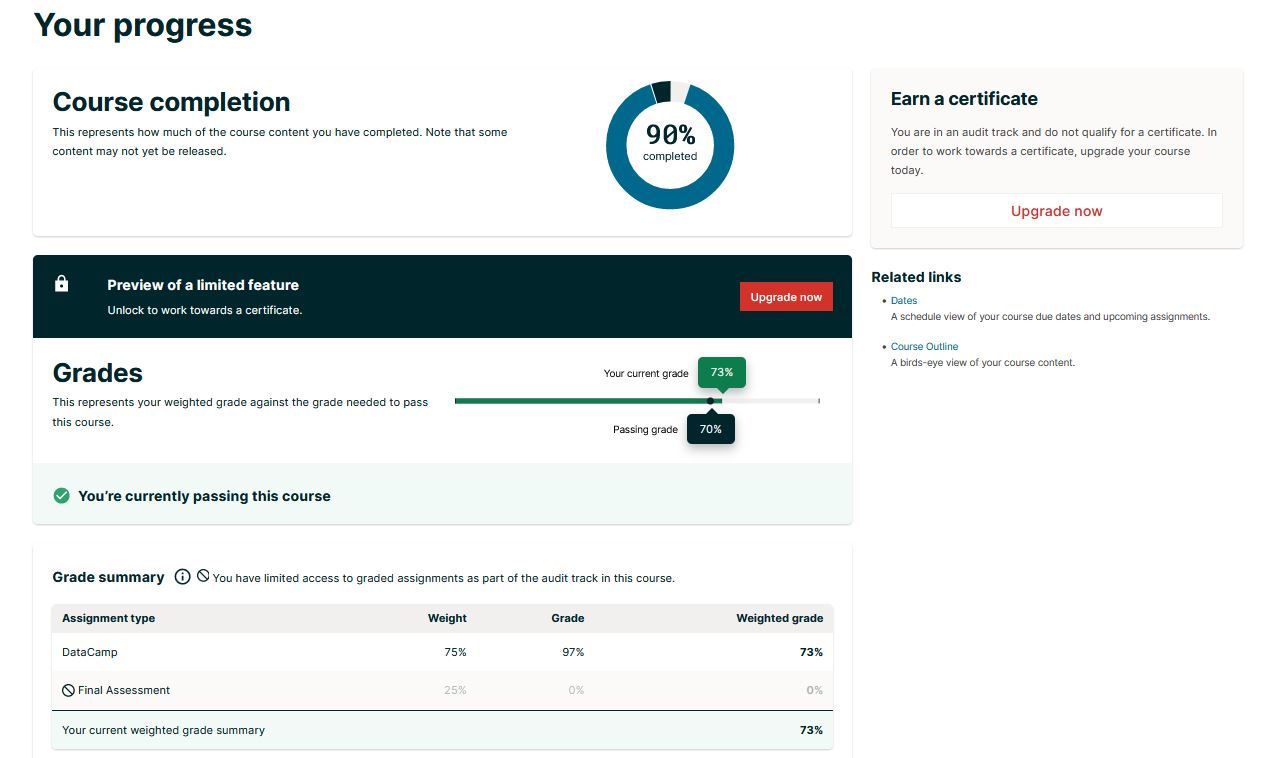 Your progress
Course completion
This represents how much of the course content you have completed. Note that some
content may not yet be released.
90%
completed
Earn a certificate
You are in an audit track and do not qualify for a certificate. In
order to work towards a certificate, upgrade your course
today.
Upgrade now
Preview of a limited feature
Unlock to work towards a certificate.
Upgrade now
Related links
• Dates
A schedule view of your course due dates and upcoming assignments.
• Course Outline
A birds-eye view of your course content.
Grades
This represents your weighted grade against the grade needed to pass
this course.
Your current grade 73%
Passing grade 70%
You’re currently passing this course
Grade summary You have limited access to graded assignments as part of the audit track in this course.
Assignment type Weight Grade Weighted grade
DataCamp 75% 97% 73%
Final Assessment 25% 0% 0%
Your current weighted grade summary 73%